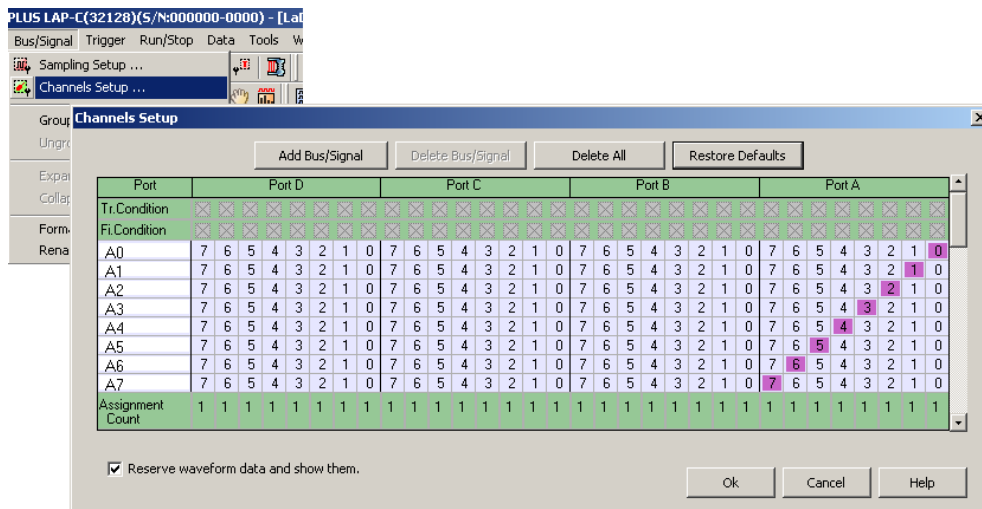 PLUS LAP-C(32128)(S/N:000000-0000) - [LaD
Bus/Signal Trigger Run/Stop Data Tools W
Sampling Setup ...
Channels Setup ...
Group
Ungro
Expan
Collap
Form
Rena
Channels Setup
Add Bus/Signal Delete Bus/Signal Delete All Restore Defaults
Port Port D Port C Port B Port A
Tr.Condition
Fi.Condition
A0 7 6 5 4 3 2 1 0 7 6 5 4 3 2 1 0 7 6 5 4 3 2 1 0 7 6 5 4 3 2 1 0
A1 7 6 5 4 3 2 1 0 7 6 5 4 3 2 1 0 7 6 5 4 3 2 1 0 7 6 5 4 3 2 1 0
A2 7 6 5 4 3 2 1 0 7 6 5 4 3 2 1 0 7 6 5 4 3 2 1 0 7 6 5 4 3 2 1 0
A3 7 6 5 4 3 2 1 0 7 6 5 4 3 2 1 0 7 6 5 4 3 2 1 0 7 6 5 4 3 2 1 0
A4 7 6 5 4 3 2 1 0 7 6 5 4 3 2 1 0 7 6 5 4 3 2 1 0 7 6 5 4 3 2 1 0
A5 7 6 5 4 3 2 1 0 7 6 5 4 3 2 1 0 7 6 5 4 3 2 1 0 7 6 5 4 3 2 1 0
A6 7 6 5 4 3 2 1 0 7 6 5 4 3 2 1 0 7 6 5 4 3 2 1 0 7 6 5 4 3 2 1 0
A7 7 6 5 4 3 2 1 0 7 6 5 4 3 2 1 0 7 6 5 4 3 2 1 0 7 6 5 4 3 2 1 0
Assignment Count 1 1 1 1 1 1 1 1 1 1 1 1 1 1 1 1 1 1 1 1 1 1 1 1 1 1 1 1 1 1 1 1
Reserve waveform data and show them.
Ok Cancel Help